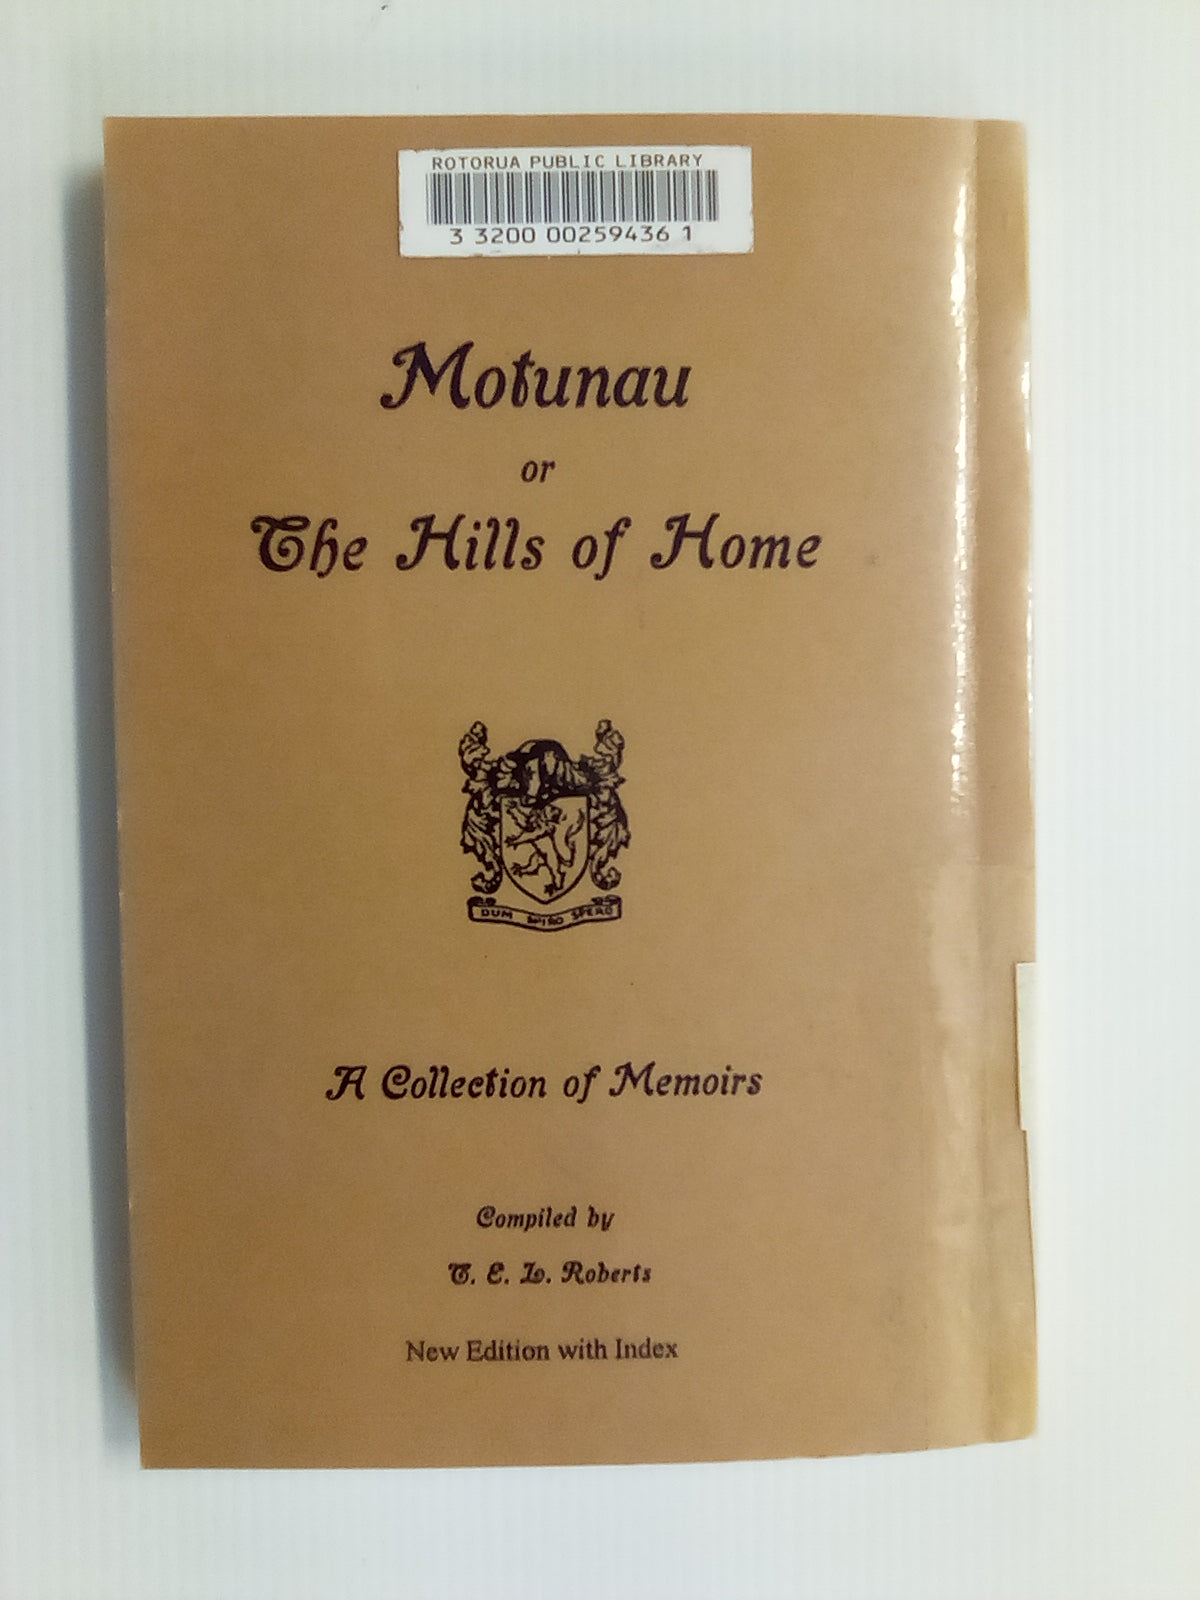 ROTORUA PUBLIC LIBRARY
3 3200 00259436 1
Motunau
or
The Hills of Home
DUM SPIRO SPERO
A Collection of Memoirs
Compiled by
T. E. L. Roberts
New Edition with Index